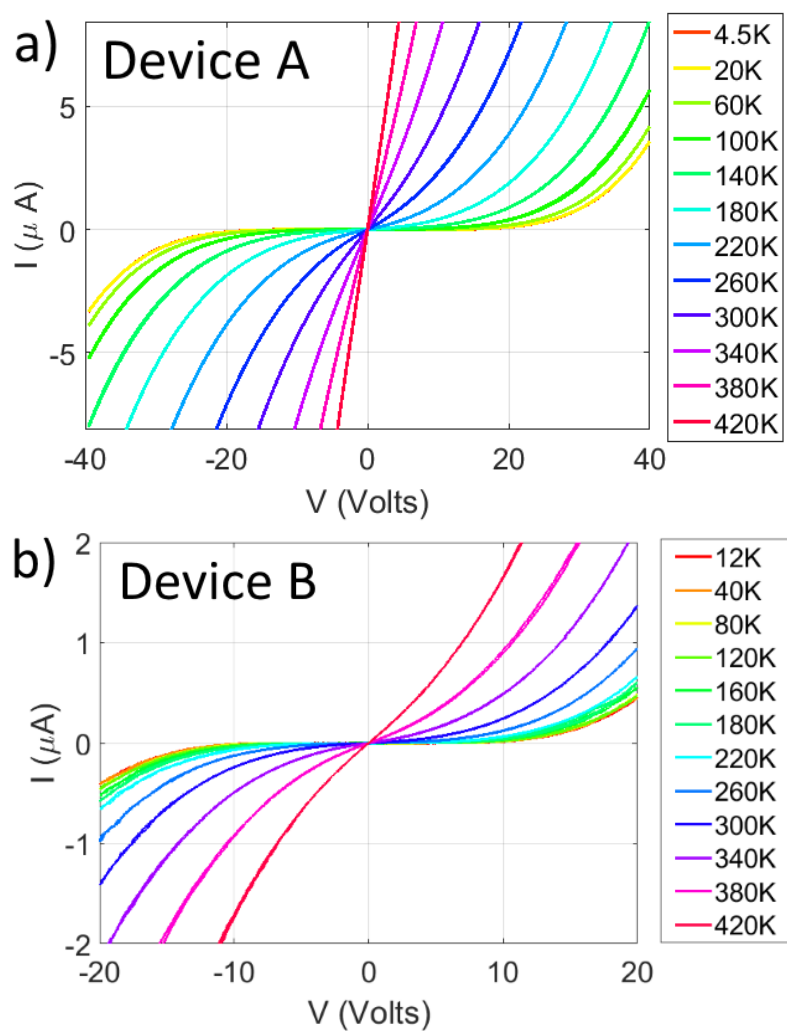 a)
Device A
5
0
-5
-40
-20
0
20
40
I (μ A)
V (Volts)
4.5K
20K
60K
100K
140K
180K
220K
260K
300K
340K
380K
420K
b)
Device B
2
1
0
-1
-2
-20
-10
0
10
20
I (μA)
V (Volts)
12K
40K
80K
120K
160K
180K
220K
260K
300K
340K
380K
420K